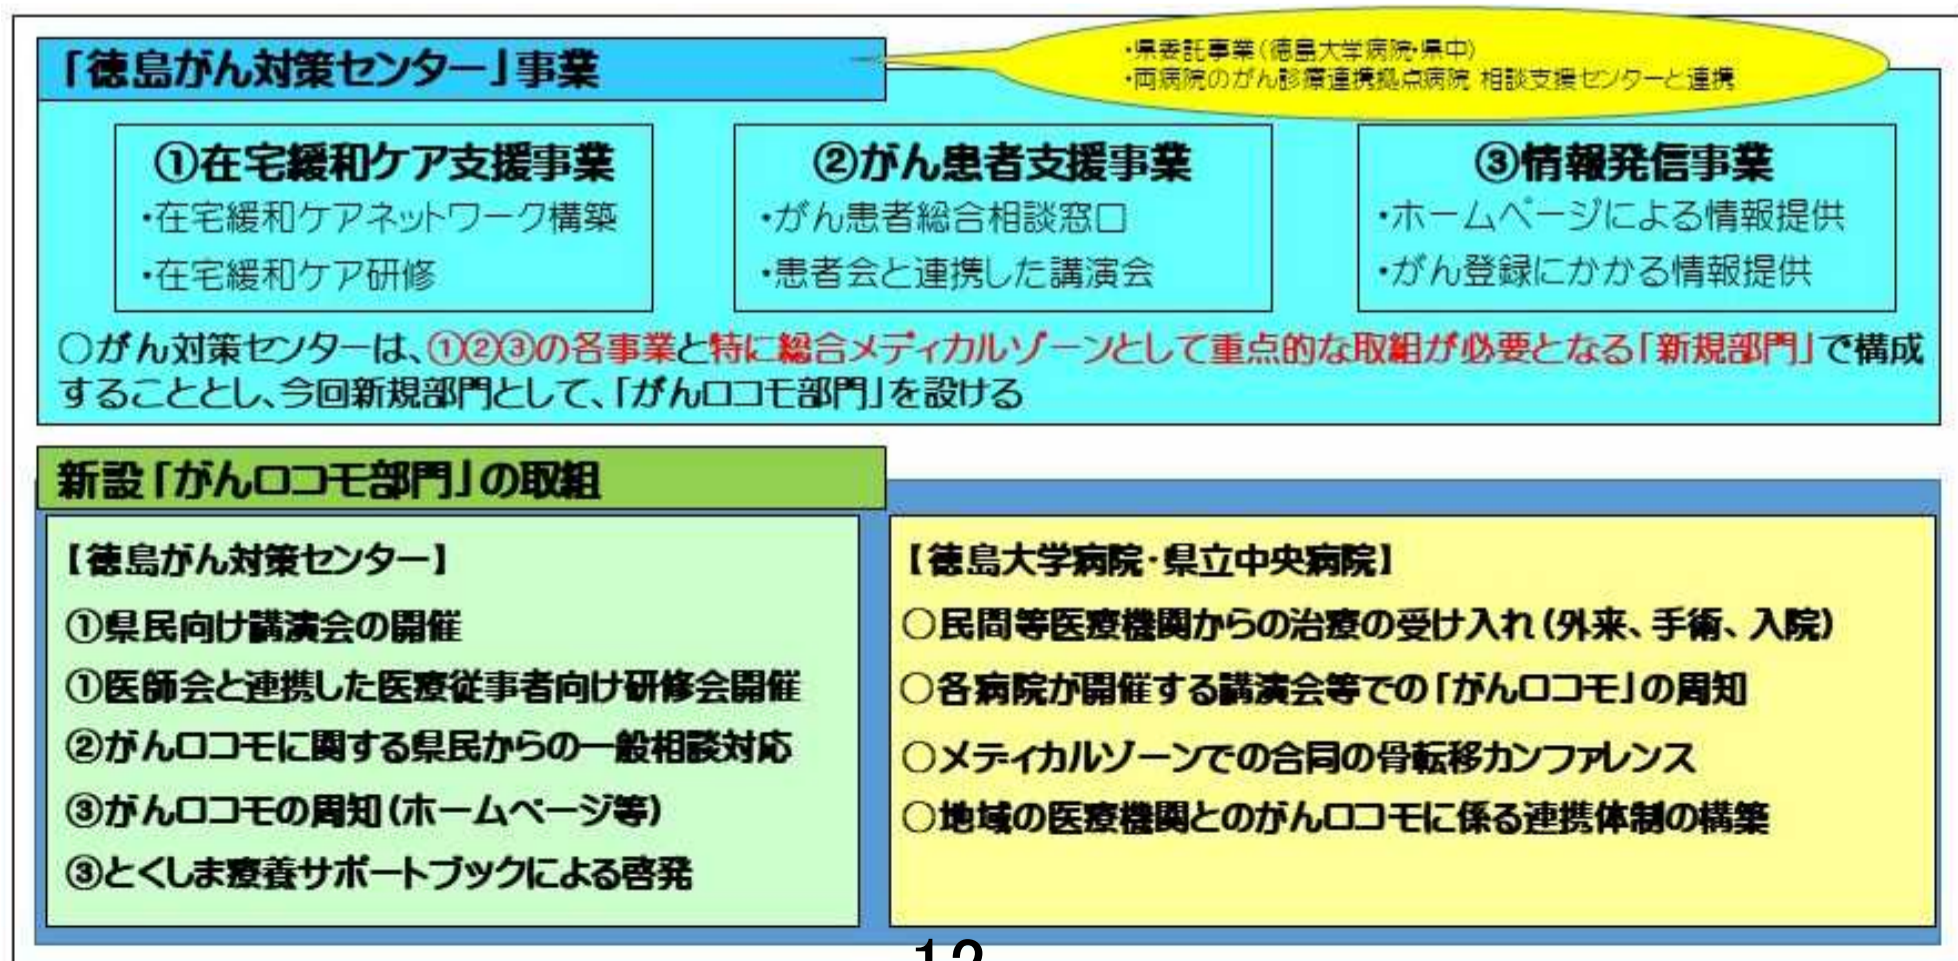 「徳島がん対策センター」事業
・県委託事業(徳島大学病院・県中)
・両病院のがん診療連携拠点病院 相談支援センターと連携
①在宅緩和ケア支援事業
・在宅緩和ケアネットワーク構築
・在宅緩和ケア研修
②がん患者支援事業
・がん患者総合相談窓口
・患者会と連携した講演会
③情報発信事業
・ホームページによる情報提供
・がん登録にかかる情報提供
○がん対策センターは、①②③の各事業と特に総合メディカルゾーンとして重点的な取組が必要となる「新規部門」で構成
することとし、今回新規部門として、「がんロコモ部門」を設ける
新設「がんロコモ部門」の取組
【徳島がん対策センター】
①県民向け講演会の開催
①医師会と連携した医療従事者向け研修会開催
②がんロコモに関する県民からの一般相談対応
③がんロコモの周知(ホームページ等)
③とくしま療養サポートブックによる啓発
【徳島大学病院・県立中央病院】
○民間等医療機関からの治療の受け入れ(外来、手術、入院)
○各病院が開催する講演会等での「がんロコモ」の周知
○メディカルゾーンでの合同の骨転移カンファレンス
○地域の医療機関とのがんロコモに係る連携体制の構築
12